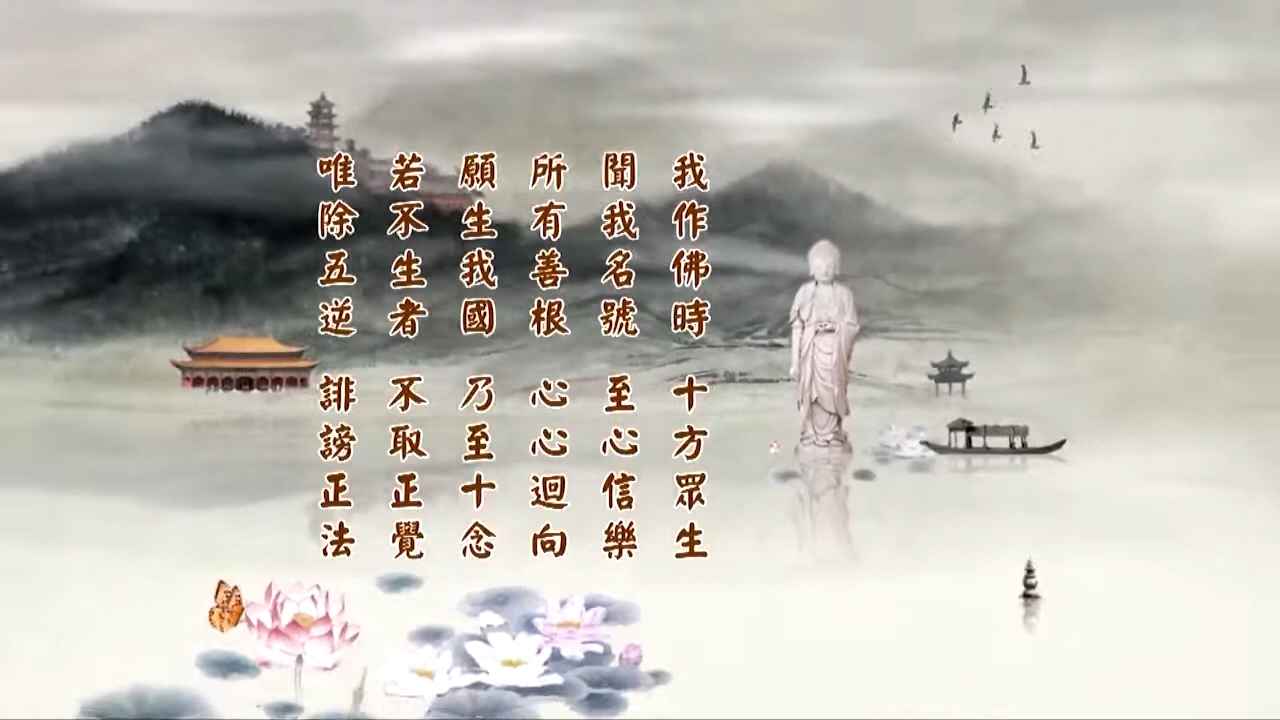 我作佛時 十方眾生
聞我名號 至心信樂
所有善根 心心迴向
願生我國 乃至十念
若不生者 不取正覺
唯除五逆 誹謗正法